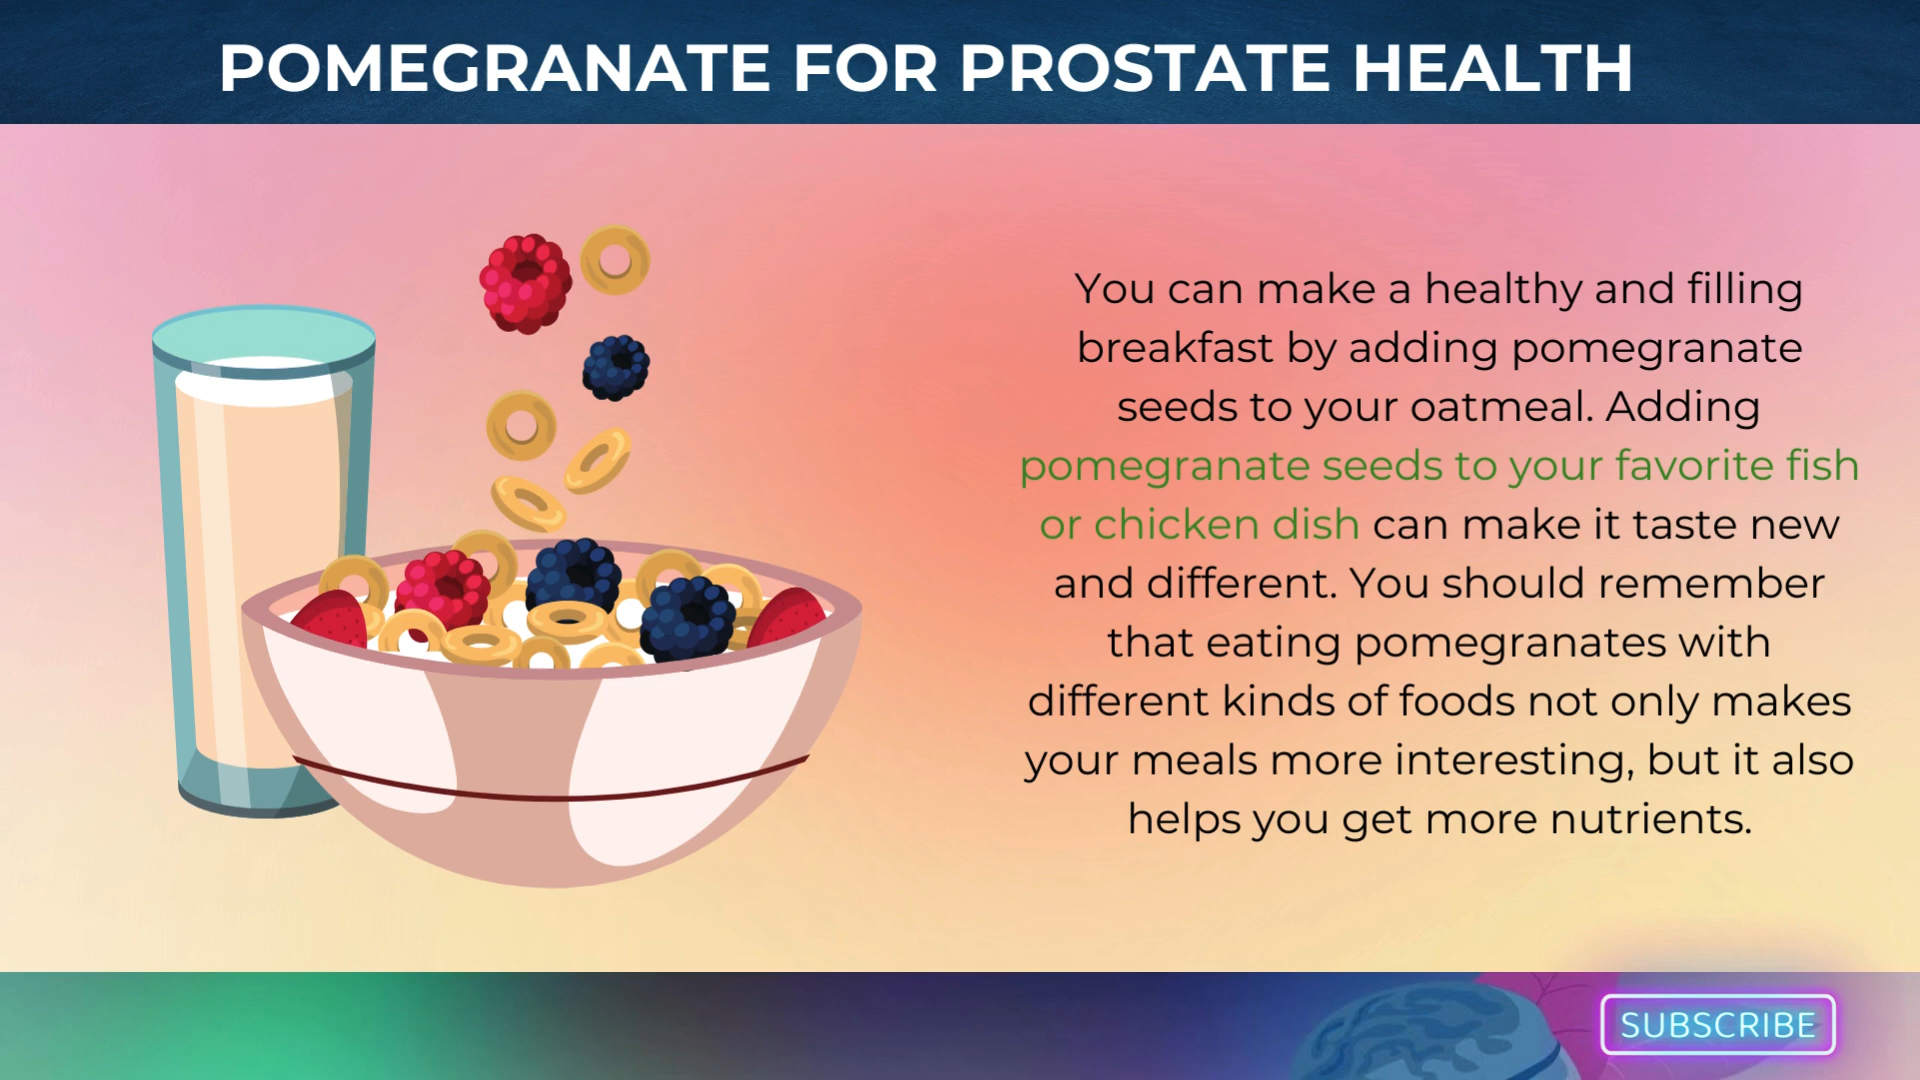 POMEGRANATE FOR PROSTATE HEALTH
You can make a healthy and filling
breakfast by adding pomegranate
seeds to your oatmeal. Adding
pomegranate seeds to your favorite fish
or chicken dish can make it taste new
and different. You should remember
that eating pomegranates with
different kinds of foods not only makes
your meals more interesting, but it also
helps you get more nutrients.
SUBSCRIBE